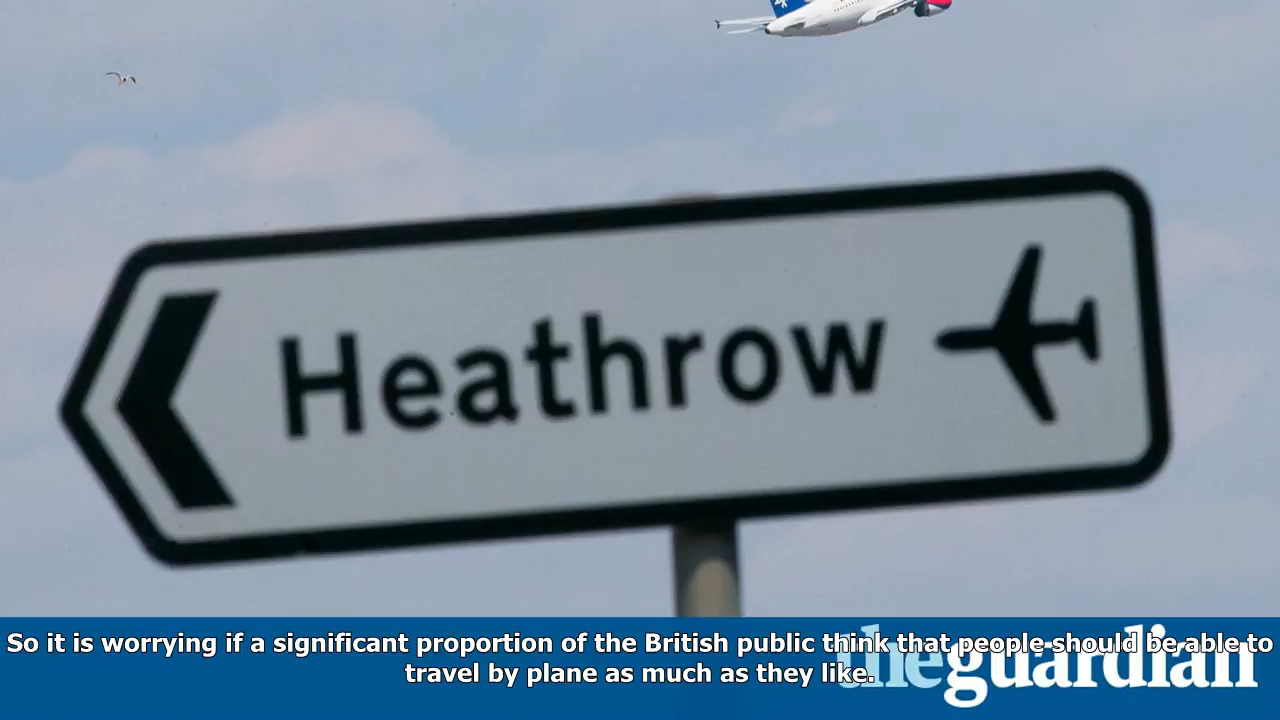 Heathrow
So it is worrying if a significant proportion of the British public think that people should be able to
travel by plane as much as they like.
theguardian